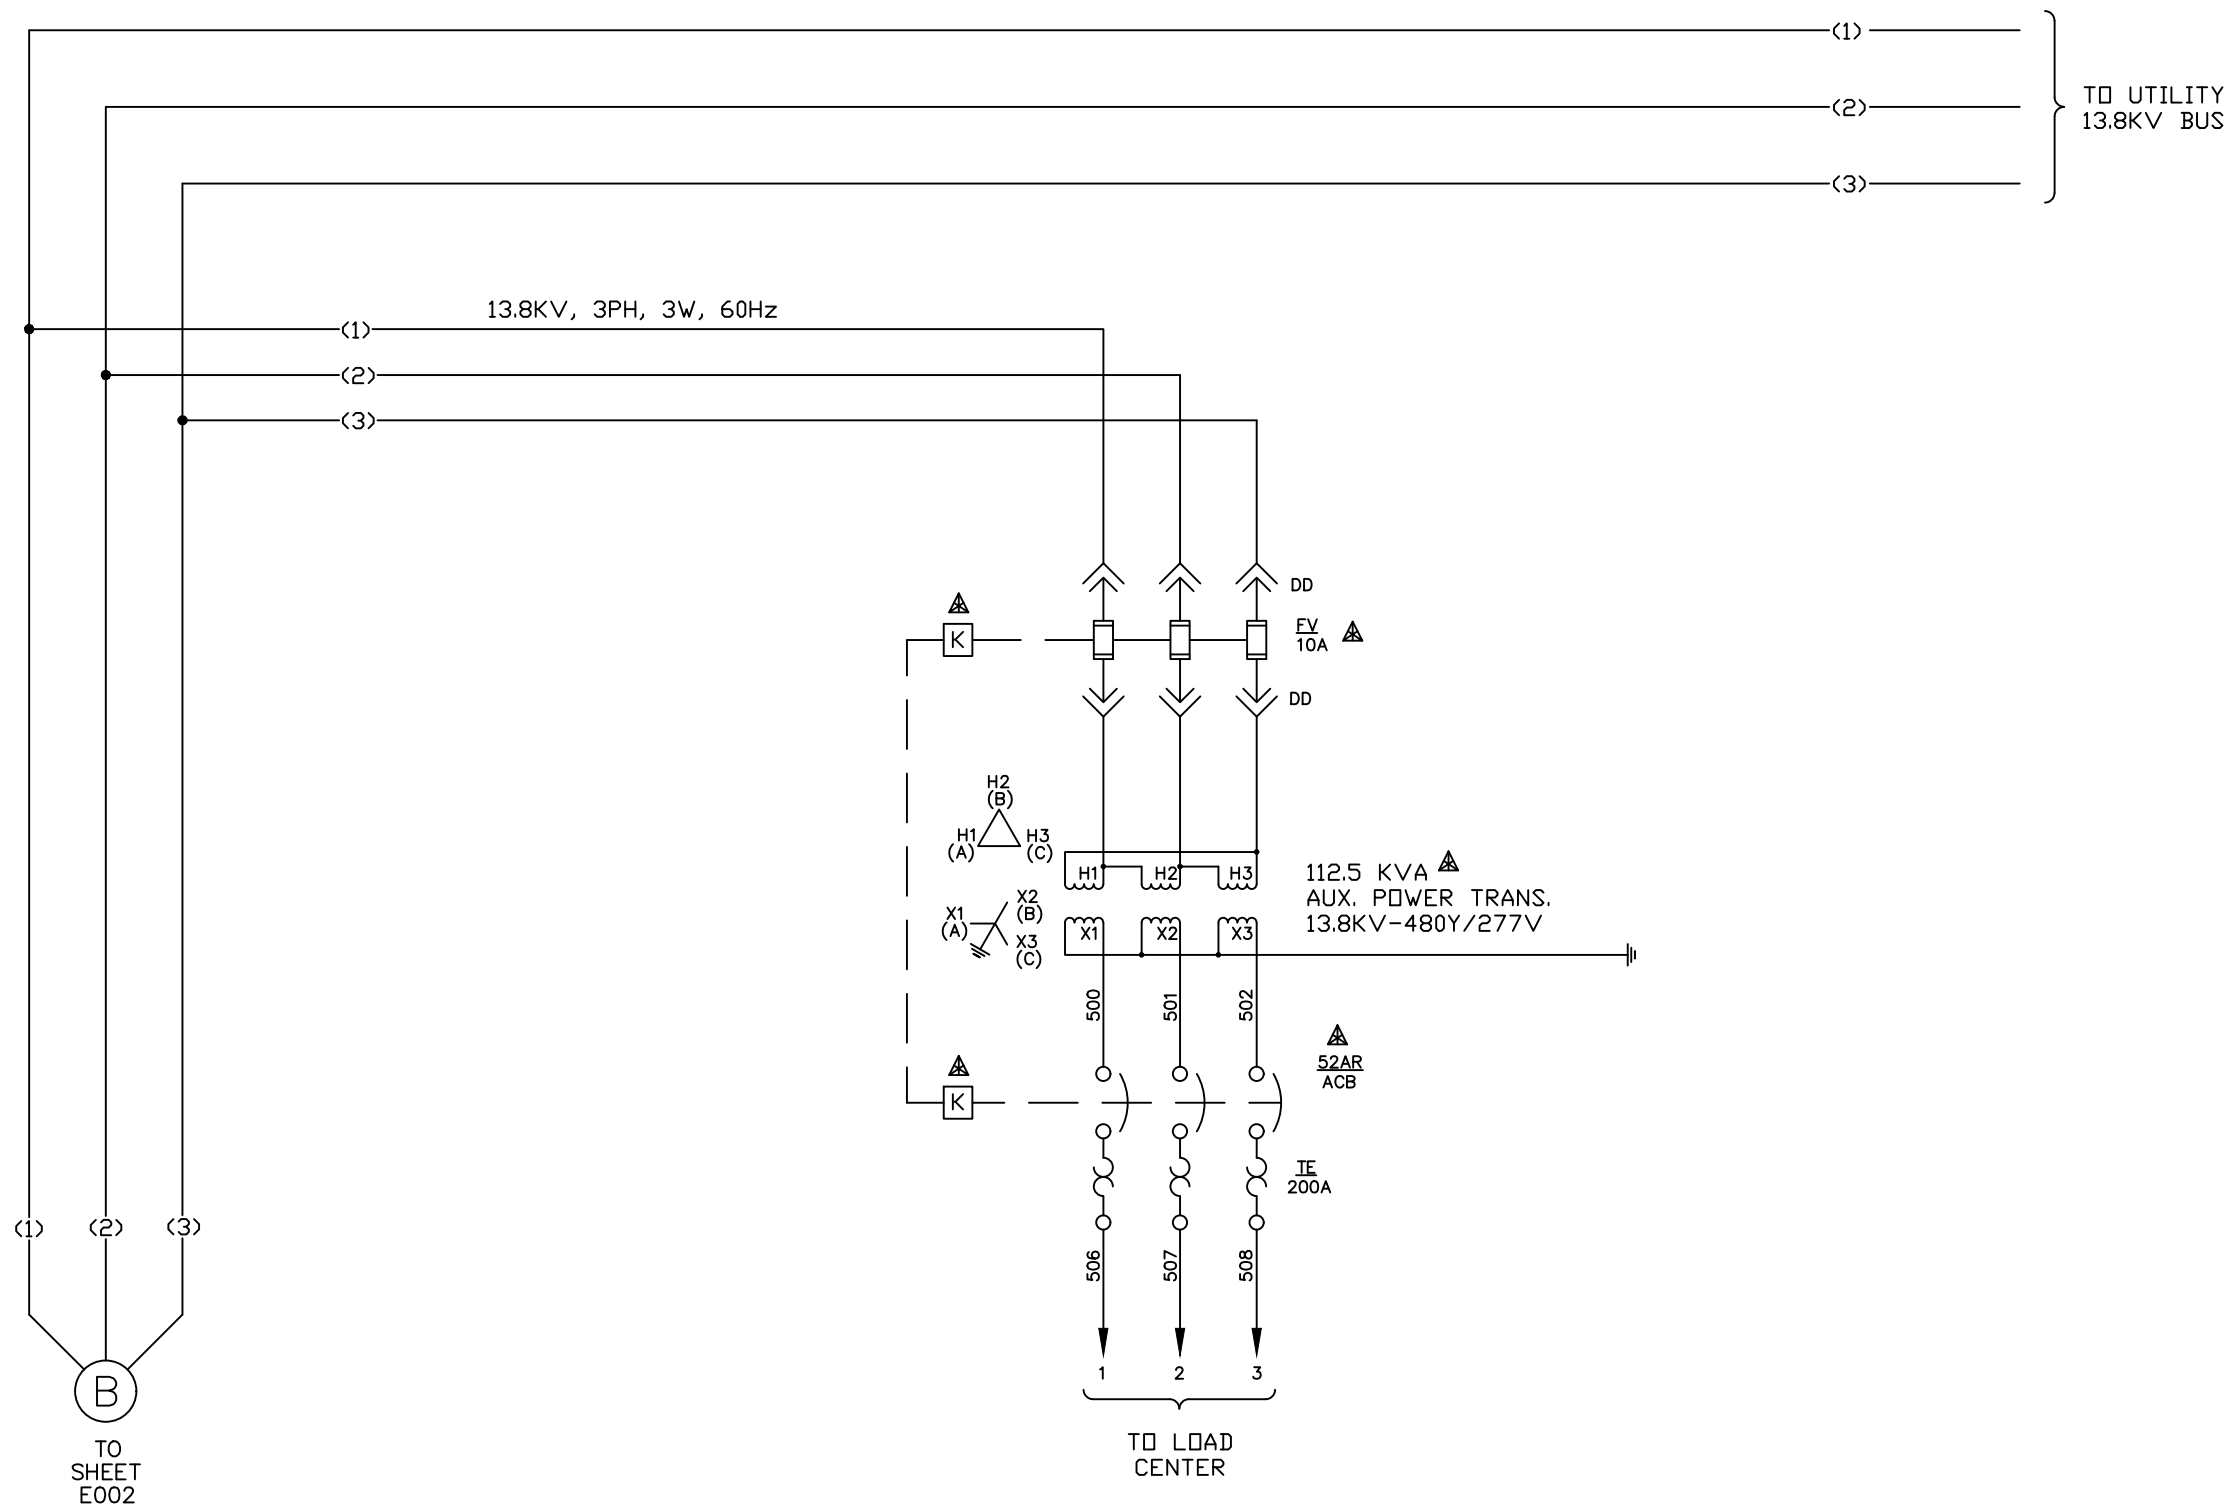 (1)
(2)
TO UTILITY
13.8KV BUS
(3)
13.8KV, 3PH, 3W, 60Hz
(1)
(2)
(3)
DD
K
FV
10A
DD
H2
(B)
H1
(A)
H3
(C)
H1
H2
H3
112.5 KVA
AUX. POWER TRANS.
13.8KV-480Y/277V
X2
(B)
X1
(A)
X3
(C)
X1
X2
X3
500
501
502
52AR
ACB
K
TE
200A
(1)
(2)
(3)
506
507
508
1
2
3
B
TO
SHEET
E002
TO LOAD
CENTER